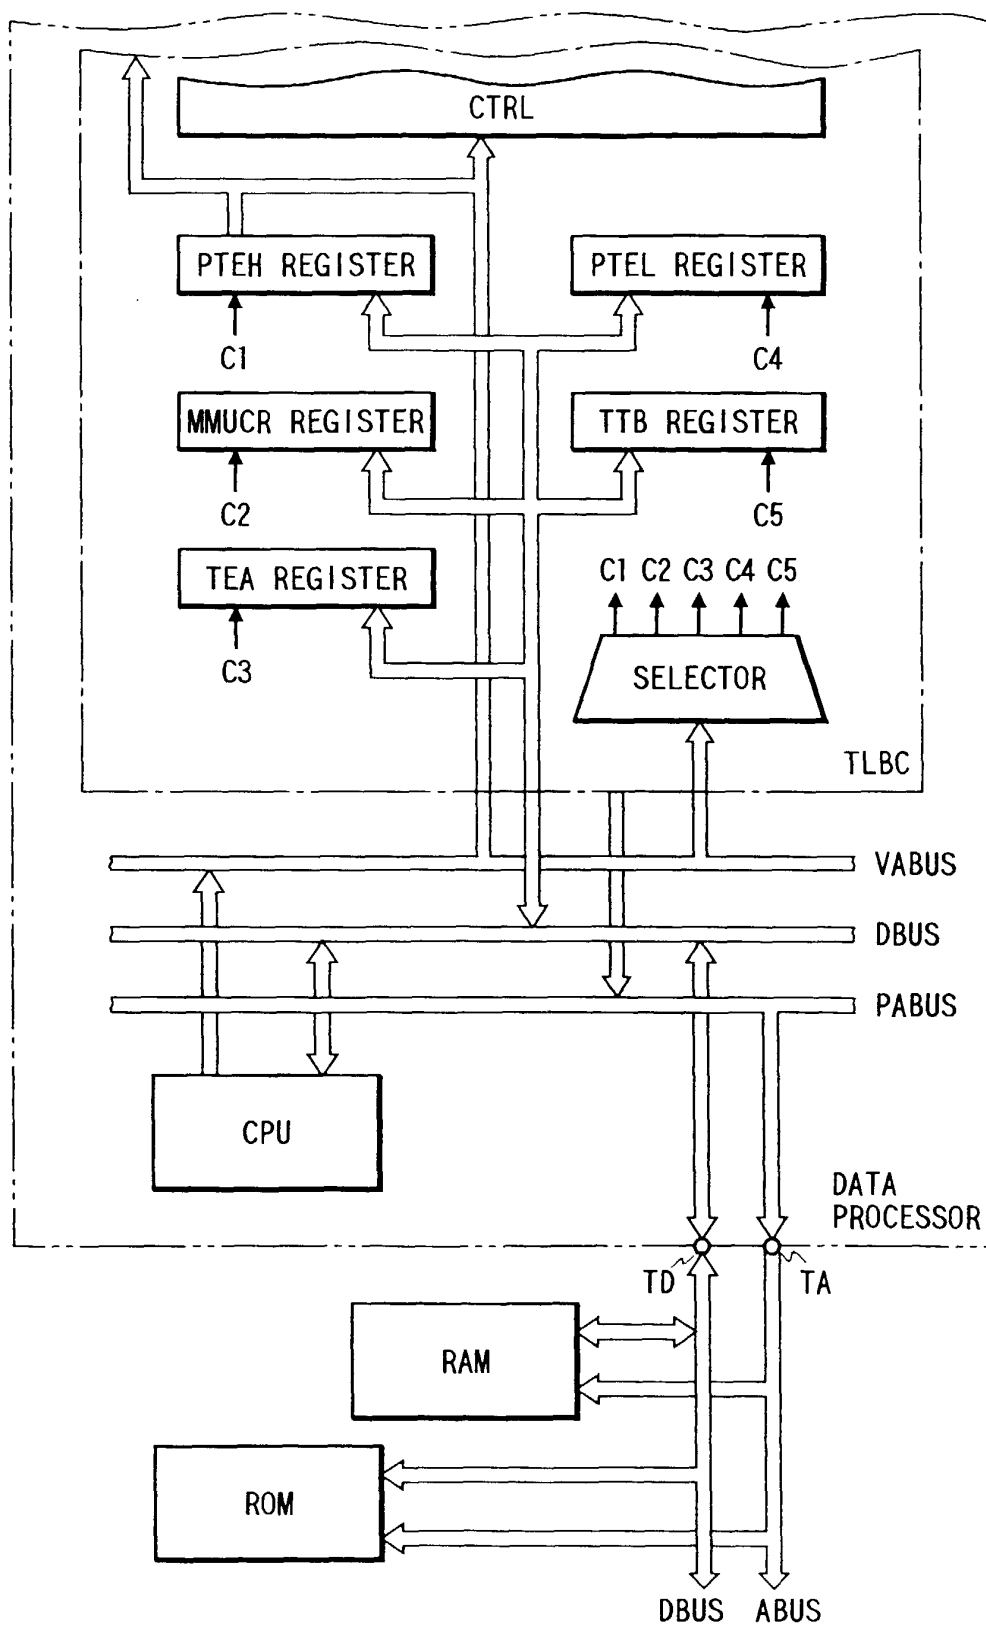 CTRL
PTEH REGISTER
PTEL REGISTER
C1
C4
MMUCR REGISTER
TTB REGISTER
C2
C5
TEA REGISTER
C1 C2 C3 C4 C5
C3
SELECTOR
TLBC
VABUS
DBUS
PABUS
CPU
DATA
PROCESSOR
TD
TA
RAM
ROM
DBUS
ABUS